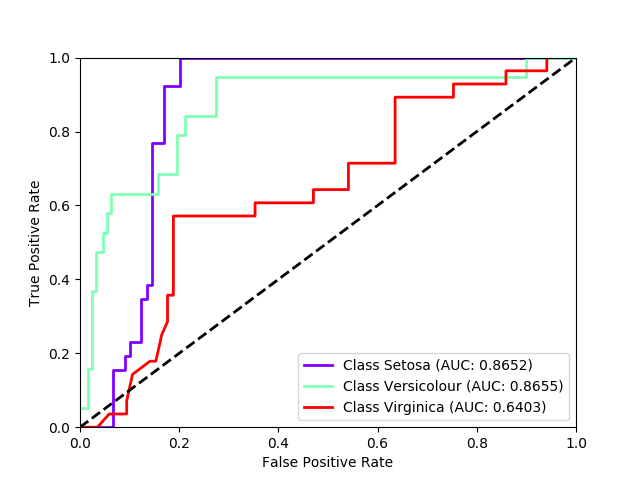 1.0
0.8
0.6
0.4
0.2
0.0
True Positive Rate
Class Setosa (AUC: 0.8652)
Class Versicolour (AUC: 0.8655)
Class Virginica (AUC: 0.6403)
0.0 0.2 0.4 0.6 0.8 1.0
False Positive Rate